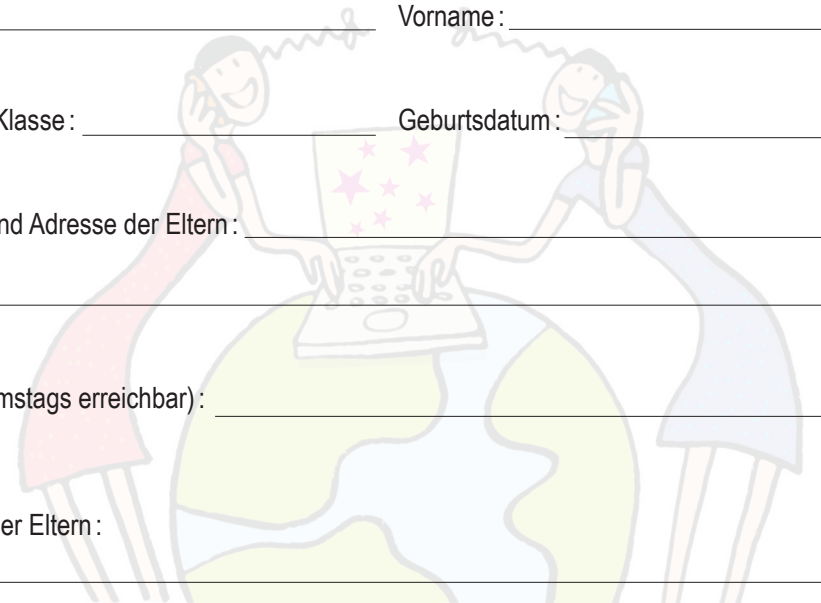 Vorname:
Klasse: Geburtsdatum:
nd Adresse der Eltern:
mstags erreichbar):
er Eltern: